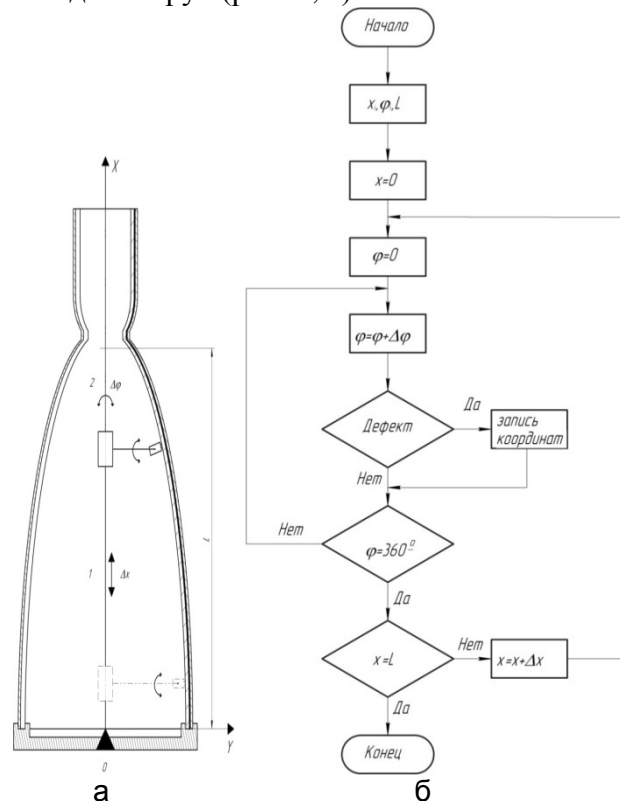 Начало
x, φ, L
x=0
φ=0
φ=φ+Δφ
Дефект
Да
запись
координат
Нет
Нет
φ=360°
Да
x=L
Нет
x=x+Δx
Да
Конец
X
2 Δφ
1 Δx
L
Y
0
а
б